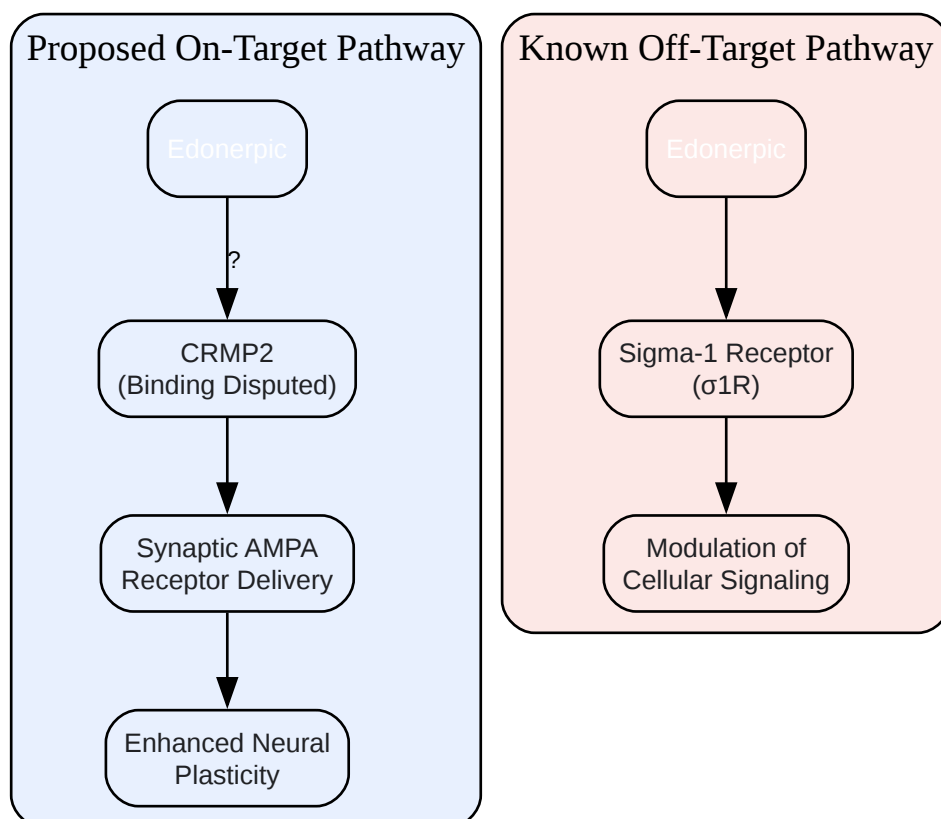 Proposed On-Target Pathway
Edonerpic
?
CRMP2
(Binding Disputed)
Synaptic AMPA
Receptor Delivery
Enhanced Neural
Plasticity
Known Off-Target Pathway
Edonerpic
Sigma-1 Receptor
(σ1R)
Modulation of
Cellular Signaling